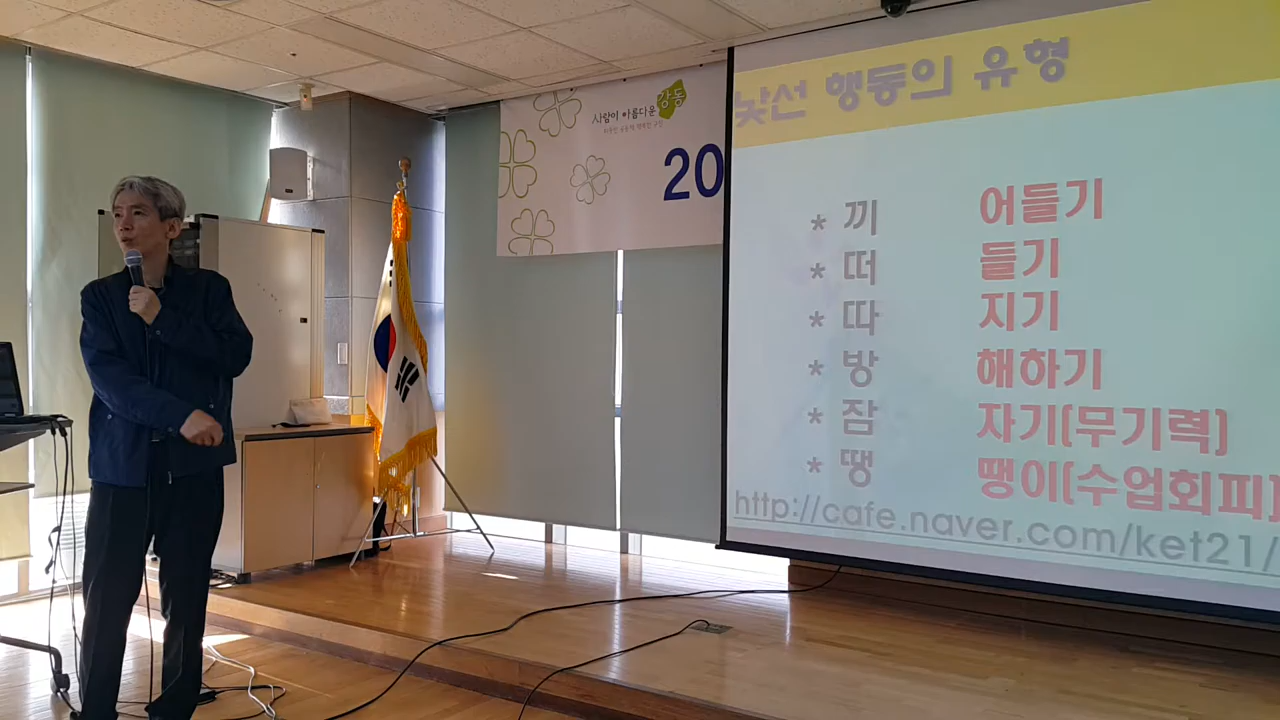 사람이 아름다운 강동
20
낯선 행동의 유형
* 끼 어들기
* 떠 들기
* 따 지기
* 방 해하기
* 잠 자기(무기력)
* 땡 땡이(수업회피)
http://cafe.naver.com/ket21/